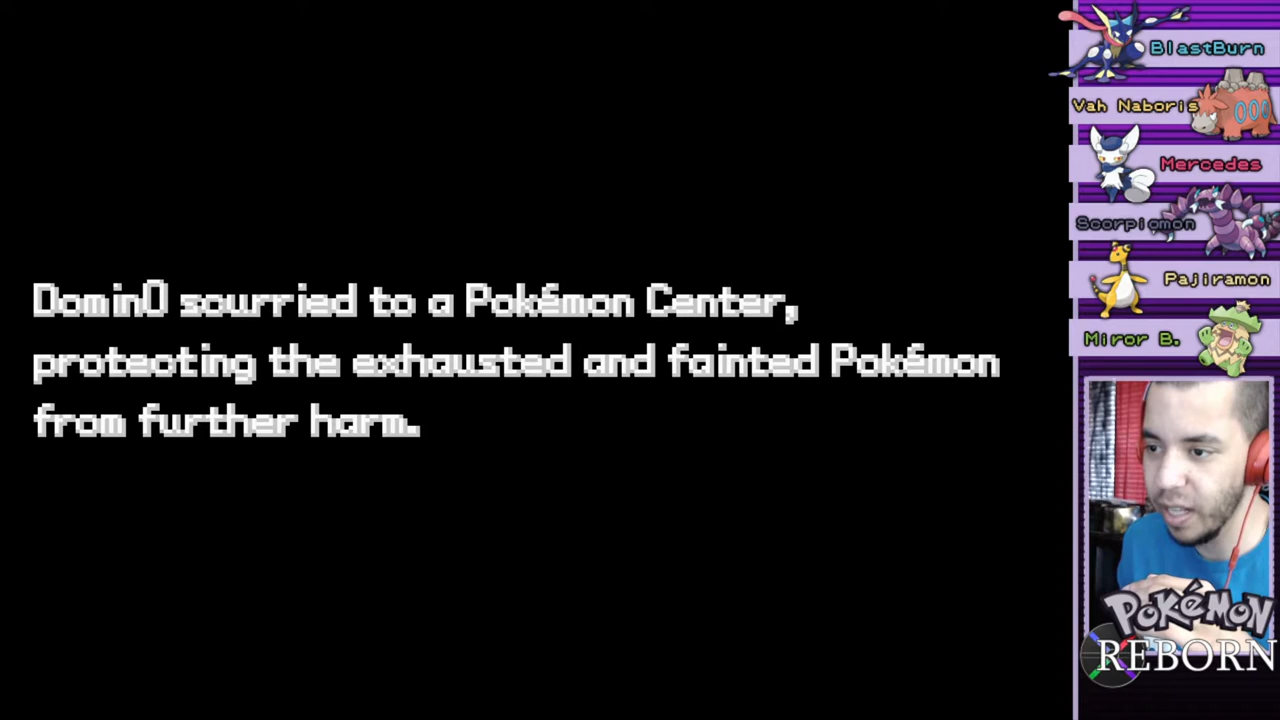 BlastBurn
Vah Naboris
Mercedes
Scorpiomon
Domin0 scurried to a Pokémon Center,
protecting the exhausted and fainted Pokémon
from further harm.
Pajiramon
Miror B.
POKéMON
REBORN